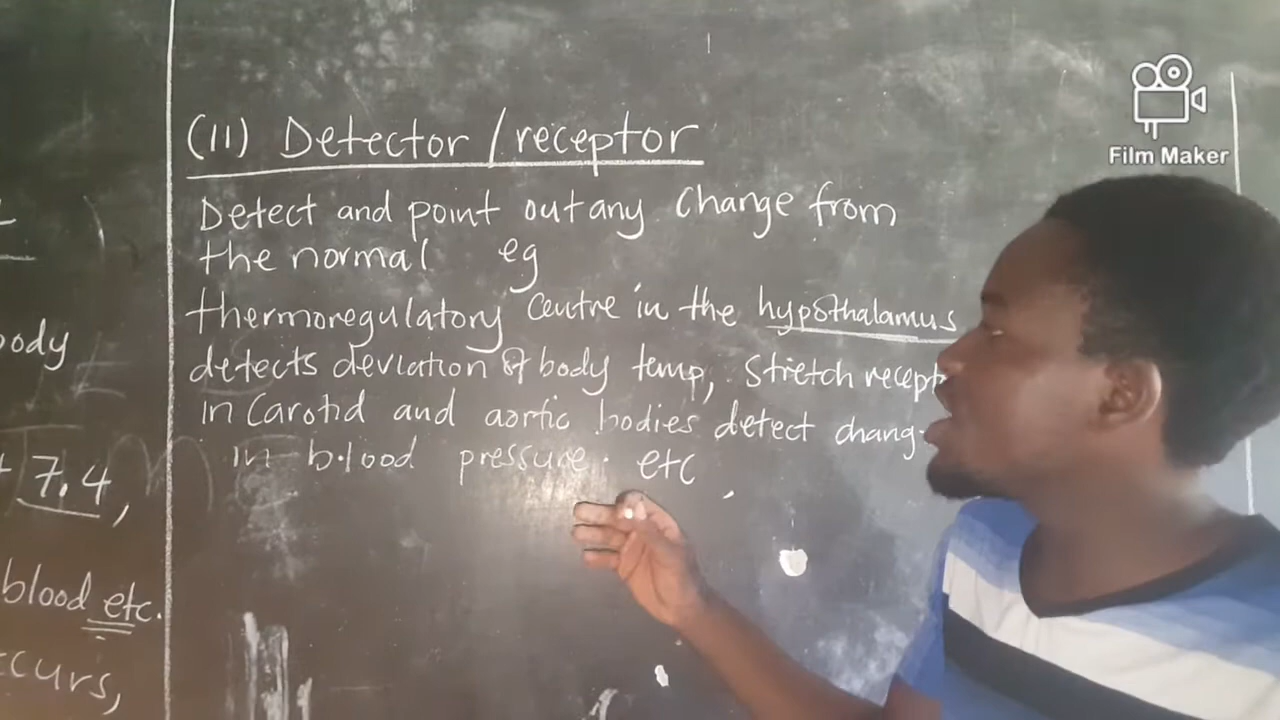 (11) Detector / receptor
Detect and point out any change from
the normal eg
thermoregulatory centre in the hypothalamus
detects deviation of body temp, stretch recept
in carotid and aortic bodies detect chang
in blood pressure. etc,
body
7.4,
blood etc.
ccurs,
Film Maker